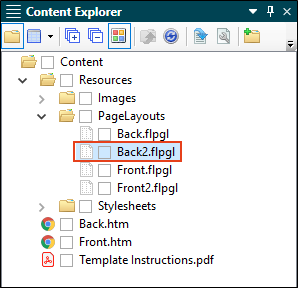 Content Explorer
Content
Resources
Images
PageLayouts
Back.flpgl
Back2.flpgl
Front.flpgl
Front2.flpgl
Stylesheets
Back.htm
Front.htm
Template Instructions.pdf